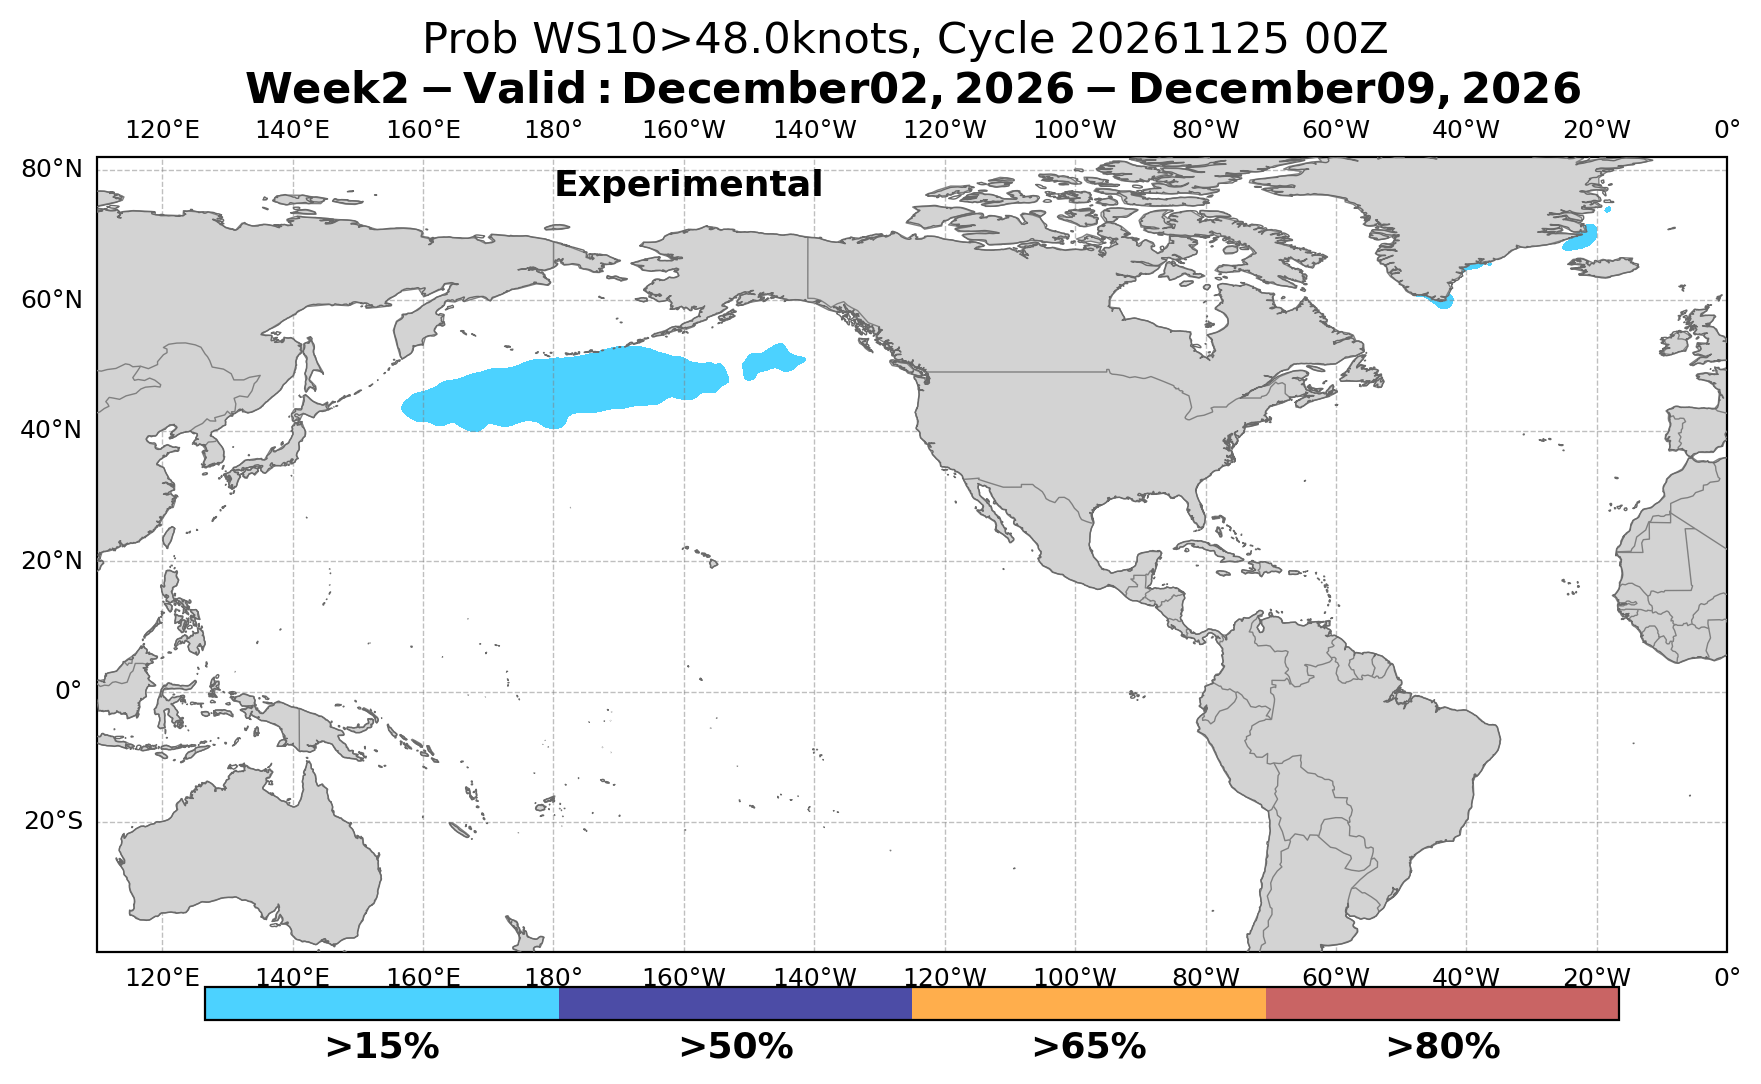 Prob WS10>48.0knots, Cycle 20261125 00Z
Week2 − Valid : December02, 2026 − December09, 2026
120°E 140°E 160°E 180° 160°W 140°W 120°W 100°W 80°W 60°W 40°W 20°W 0°
80°N
Experimental
60°N
40°N
20°N
0°
20°S
120°E 140°E 160°E 180° 160°W 140°W 120°W 100°W 80°W 60°W 40°W 20°W 0°
>15% >50% >65% >80%